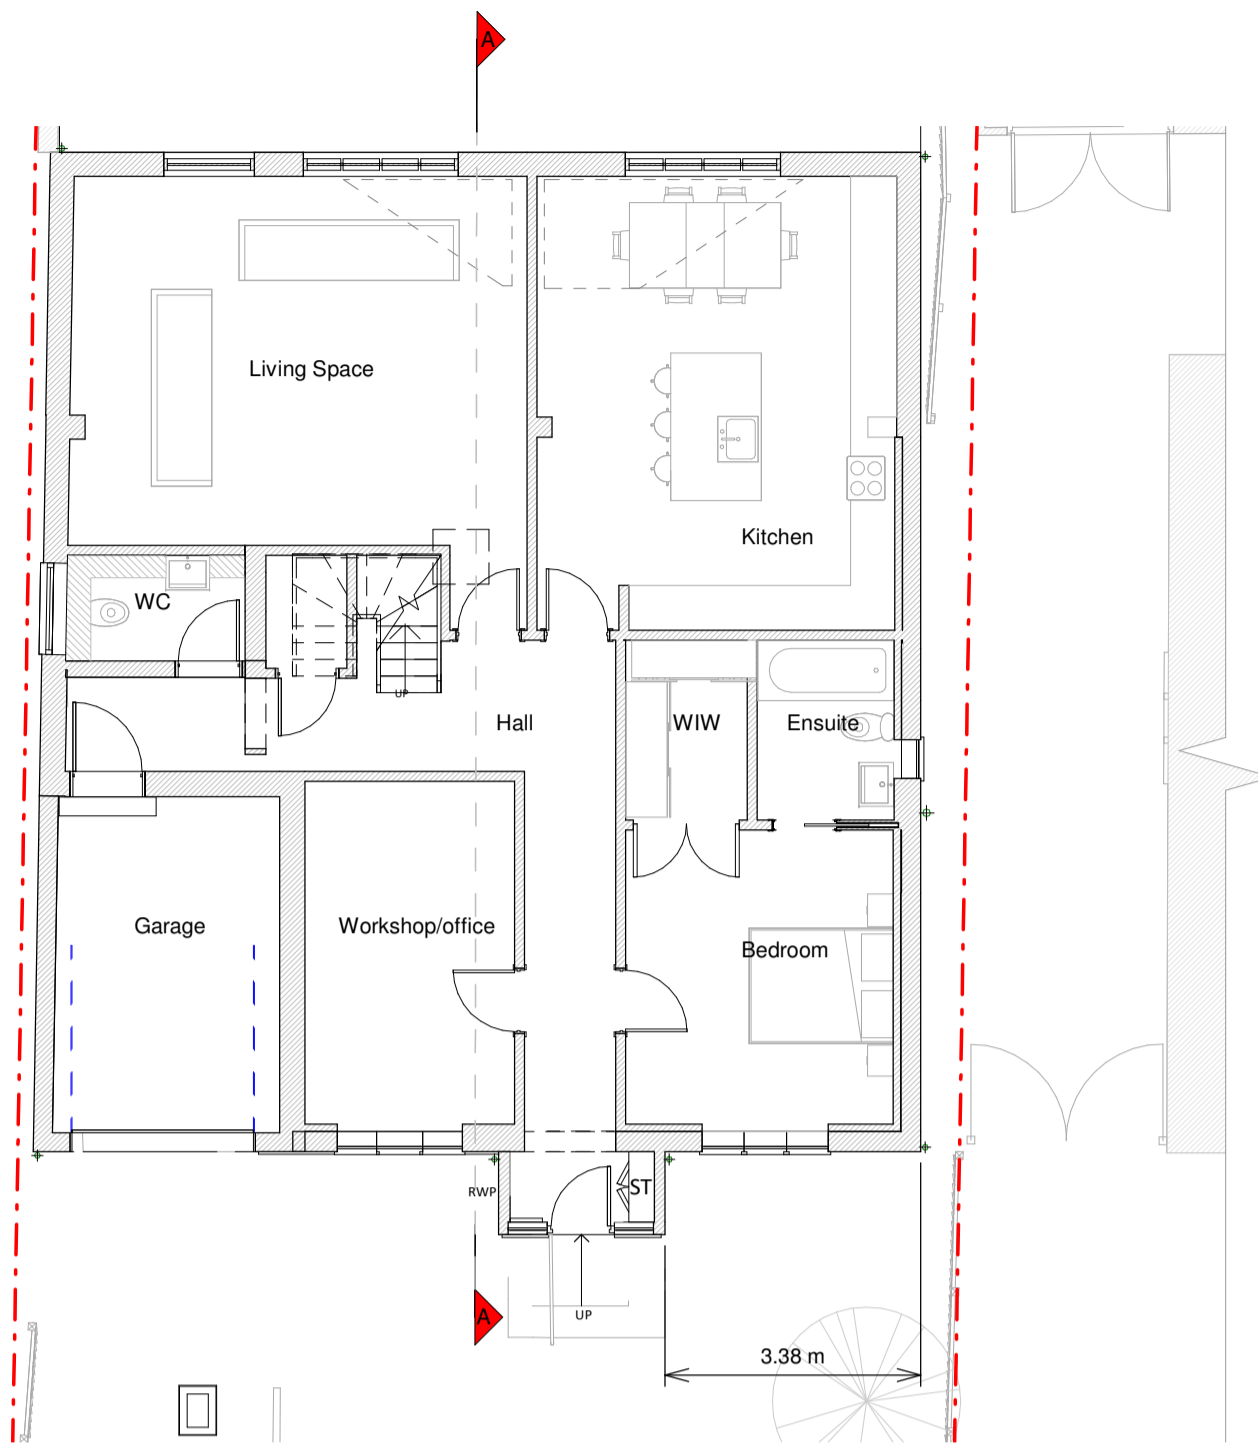 A
Living Space
Kitchen
WC
UP
Hall
WIW
Ensuite
Garage
Workshop/office
Bedroom
RWP
ST
A
UP
3.38 m